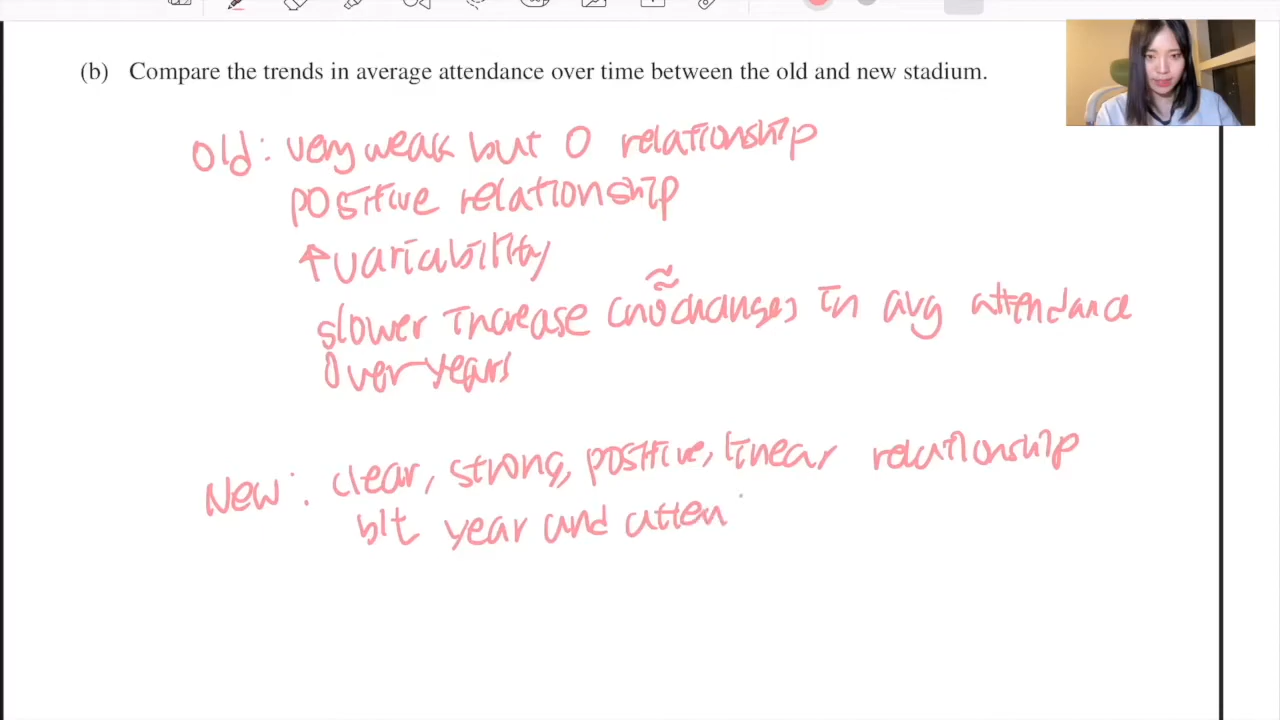 (b) Compare the trends in average attendance over time between the old and new stadium.
Old: very weak but 0 relationship
positive relationship
↑ variability
slower increase (no changes) in avg attendance
over years
New: clear, strong, positive, linear relationship
b/t year and atten